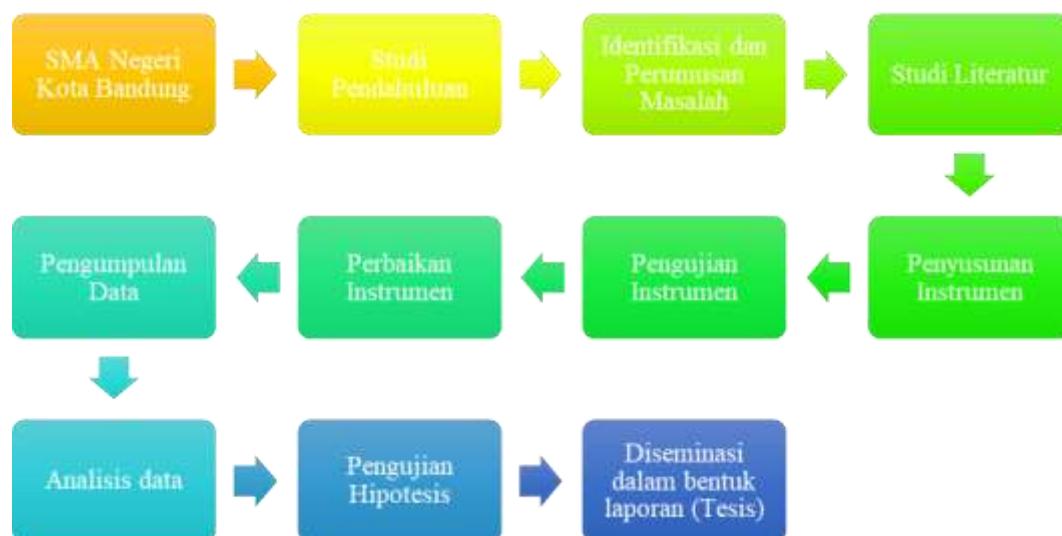 SMA Negeri
Kota Bandung
Studi
Pendahuluan
Identifikasi dan
Perumusan
Masalah
Studi Literatur
Penyusunan
Instrumen
Pengujian
Instrumen
Perbaikan
Instrumen
Pengumpulan
Data
Analisis data
Pengujian
Hipotesis
Diseminasi
dalam bentuk
laporan (Tesis)